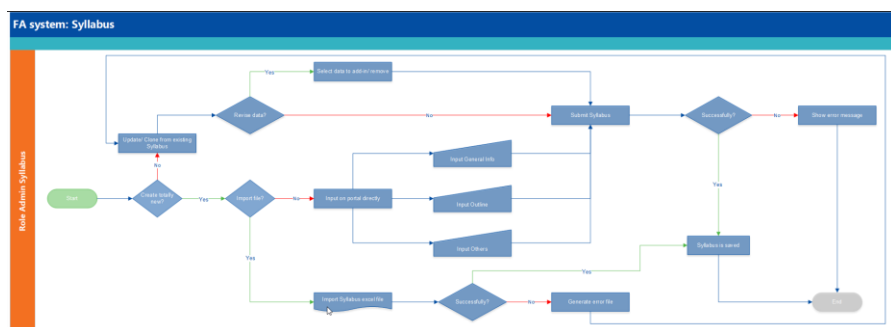 FA system: Syllabus
Role Admin Syllabus
Yes
Select data to add-in/ remove
Revise data?
No
Submit Syllabus
Successfully?
No
Show error message
Update/ Clone from existing
Syllabus
No
Input General Info
Start
Create totally
new?
Yes
Import file?
No
Input on portal directly
Input Outline
Yes
Input Others
Syllabus is saved
Yes
Yes
Import Syllabus excel file
Successfully?
No
Generate error file
End